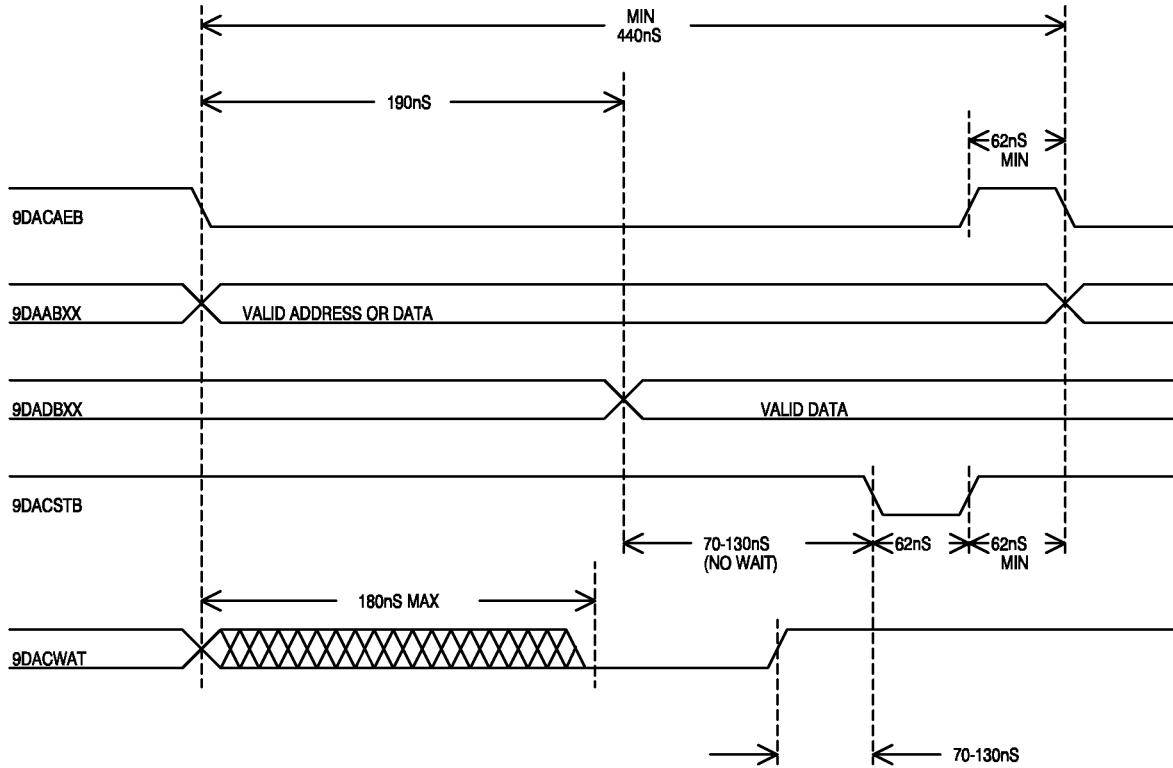 MIN
440nS
190nS
62nS
MIN
9DACAEB
9DAABXX
VALID ADDRESS OR DATA
9DADBXX
VALID DATA
9DACSTB
70-130nS
(NO WAIT)
62nS
62nS
MIN
180nS MAX
9DACWAT
70-130nS